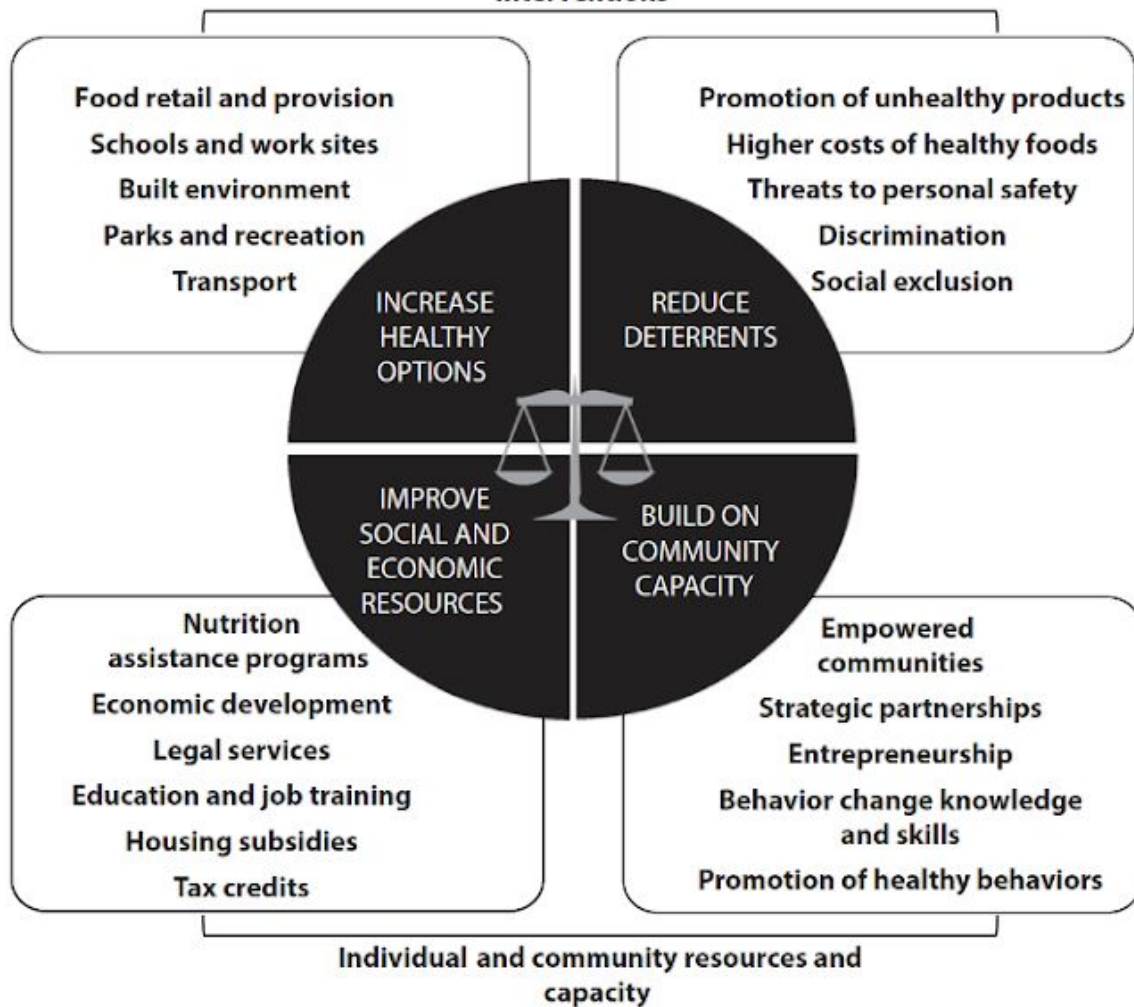 Food retail and provision
Schools and work sites
Built environment
Parks and recreation
Transport
Promotion of unhealthy products
Higher costs of healthy foods
Threats to personal safety
Discrimination
Social exclusion
INCREASE
HEALTHY
OPTIONS
REDUCE
DETERRENTS
IMPROVE
SOCIAL AND
ECONOMIC
RESOURCES
BUILD ON
COMMUNITY
CAPACITY
Nutrition
assistance programs
Economic development
Legal services
Education and job training
Housing subsidies
Tax credits
Empowered
communities
Strategic partnerships
Entrepreneurship
Behavior change knowledge
and skills
Promotion of healthy behaviors
Individual and community resources and
capacity